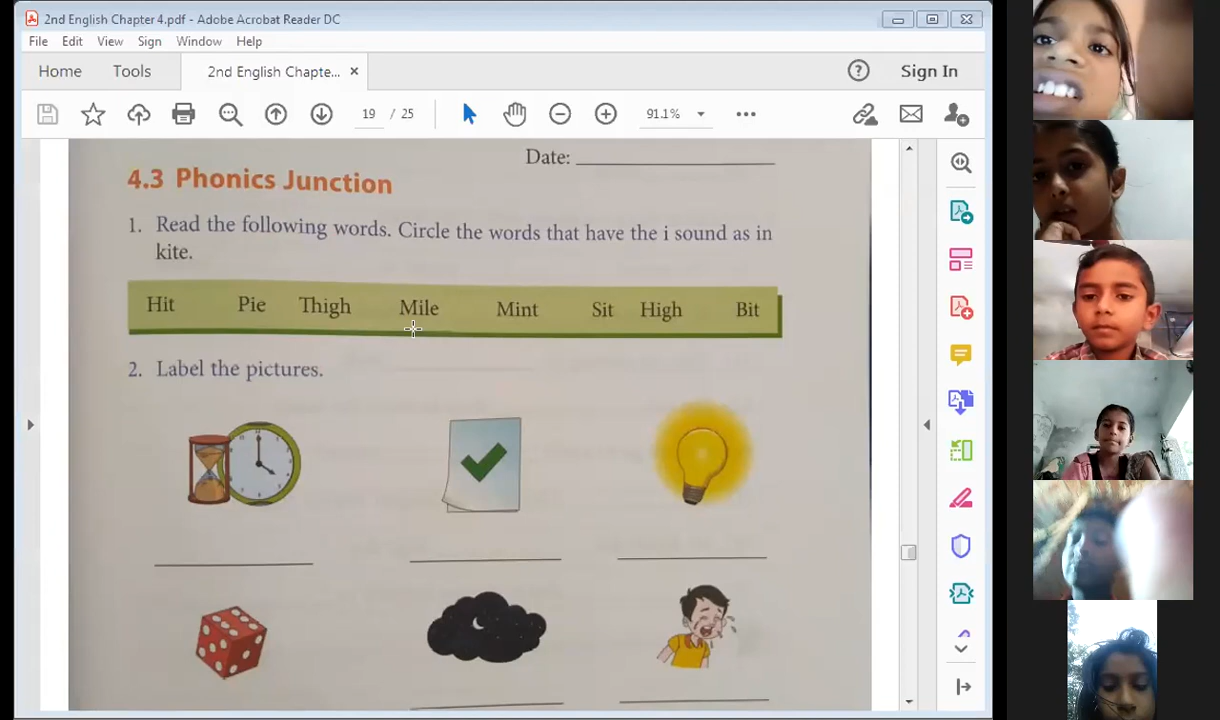 2nd English Chapter 4.pdf - Adobe Acrobat Reader DC
File Edit View Sign Window Help
Home Tools 2nd English Chapte... × ? Sign In
19 / 25 91.1%
Date:
4.3 Phonics Junction
1. Read the following words. Circle the words that have the i sound as in
kite.
Hit Pie Thigh Mile Mint Sit High Bit
2. Label the pictures.